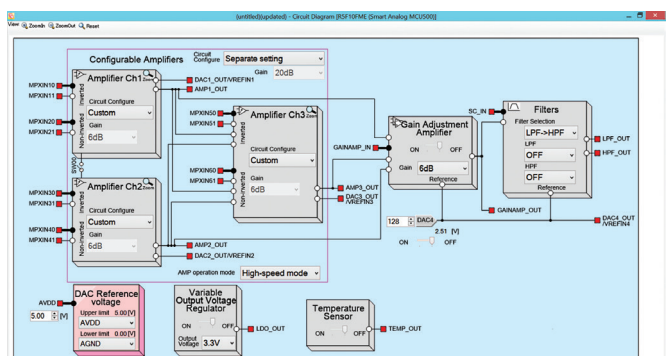 (untitled)(updated) - Circuit Diagram [R5F10FME (Smart Analog MCU500)]
View ZoomIn ZoomOut Reset
Configurable Amplifiers
Circuit Configure Separate setting
Gain 20dB
Amplifier Ch1 Zoom
MPXIN10
MPXIN11
MPXIN20
MPXIN21
Inverted
Non-inverted
Circuit Configure
Custom
Gain
6dB
DAC1_OUT/VREFIN1
AMP1_OUT
SW00
Amplifier Ch2 Zoom
MPXIN30
MPXIN31
MPXIN40
MPXIN41
Inverted
Non-inverted
Circuit Configure
Custom
Gain
6dB
AMP2_OUT
DAC2_OUT/VREFIN2
MPXIN50
MPXIN51
MPXIN60
MPXIN61
Amplifier Ch3 Zoom
Inverted
Non-inverted
Circuit Configure
Custom
Gain
6dB
AMP3_OUT
DAC3_OUT
/VREFIN3
AMP operation mode High-speed mode
GAINAMP_IN
Gain Adjustment
Amplifier
ON OFF
Gain 6dB
Reference
SC_IN
Filters
Filter Selection
LPF->HPF
LPF
OFF
HPF
OFF
Reference
LPF_OUT
HPF_OUT
GAINAMP_OUT
128 DAC4
2.51 [V]
ON OFF
DAC4_OUT
/VREFIN4
AVDD
5.00 [V]
DAC Reference
voltage
Upper limit 5.00[V]
AVDD
Lower limit 0.00[V]
AGND
Variable
Output Voltage
Regulator
ON OFF
Output
Voltage 3.3V
LDO_OUT
Temperature
Sensor
ON OFF
TEMP_OUT